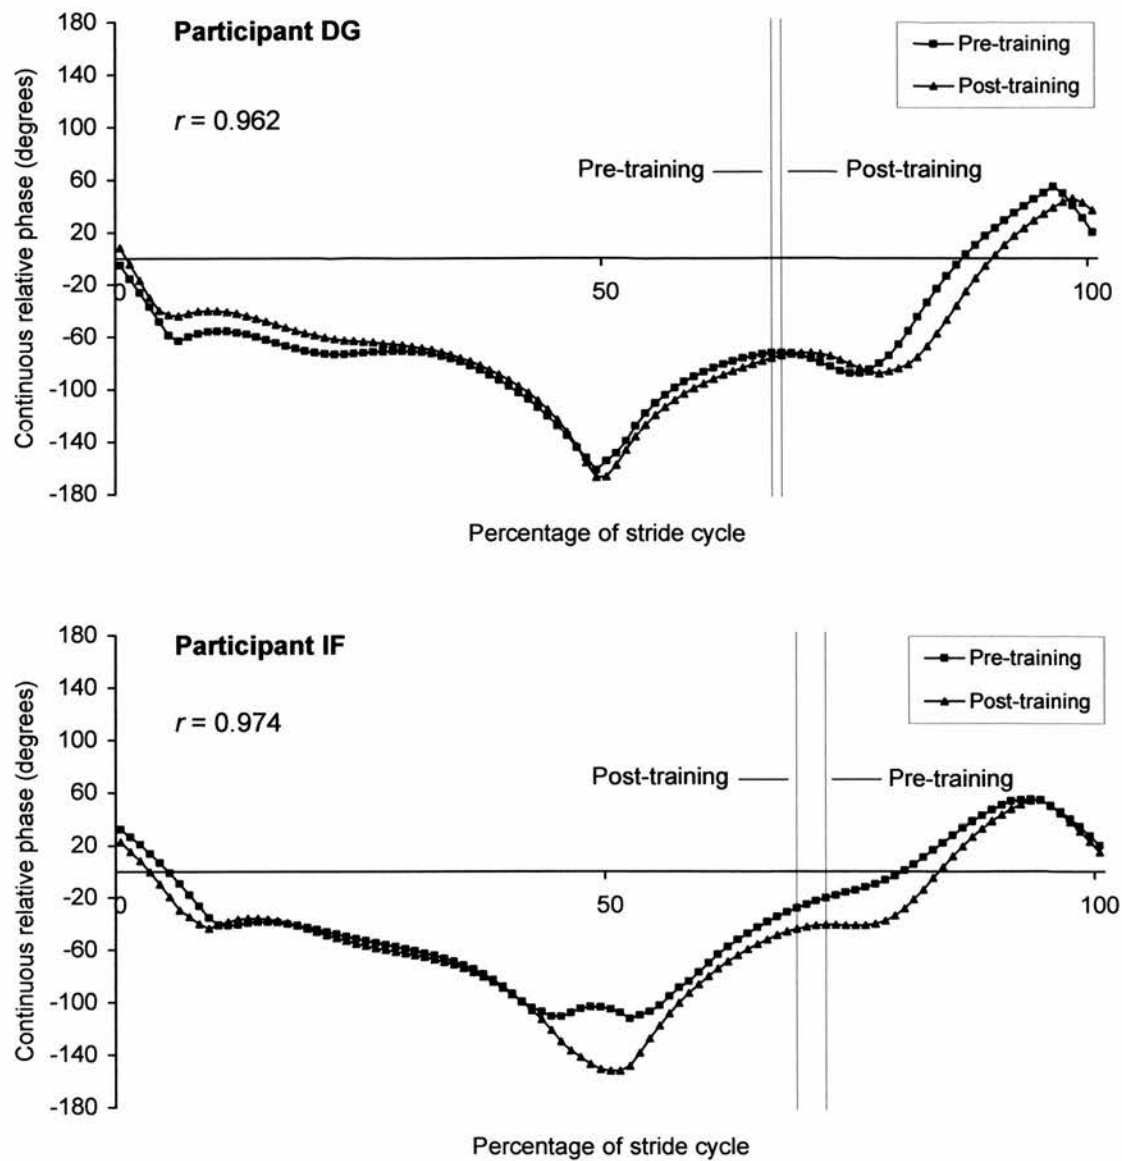 Participant DG
r = 0.962
Pre-training
Post-training
Pre-training
Post-training
Continuous relative phase (degrees)
180
140
100
60
20
-20
-60
-100
-140
-180
0
50
100
Percentage of stride cycle
Participant IF
r = 0.974
Pre-training
Post-training
Post-training
Pre-training
Continuous relative phase (degrees)
180
140
100
60
20
-20
-60
-100
-140
-180
0
50
100
Percentage of stride cycle